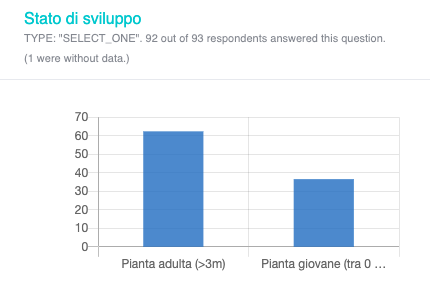 Stato di sviluppo
TYPE: "SELECT_ONE". 92 out of 93 respondents answered this question.
(1 were without data.)
70
60
50
40
30
20
10
0
Pianta adulta (>3m)
Pianta giovane (tra 0 ...